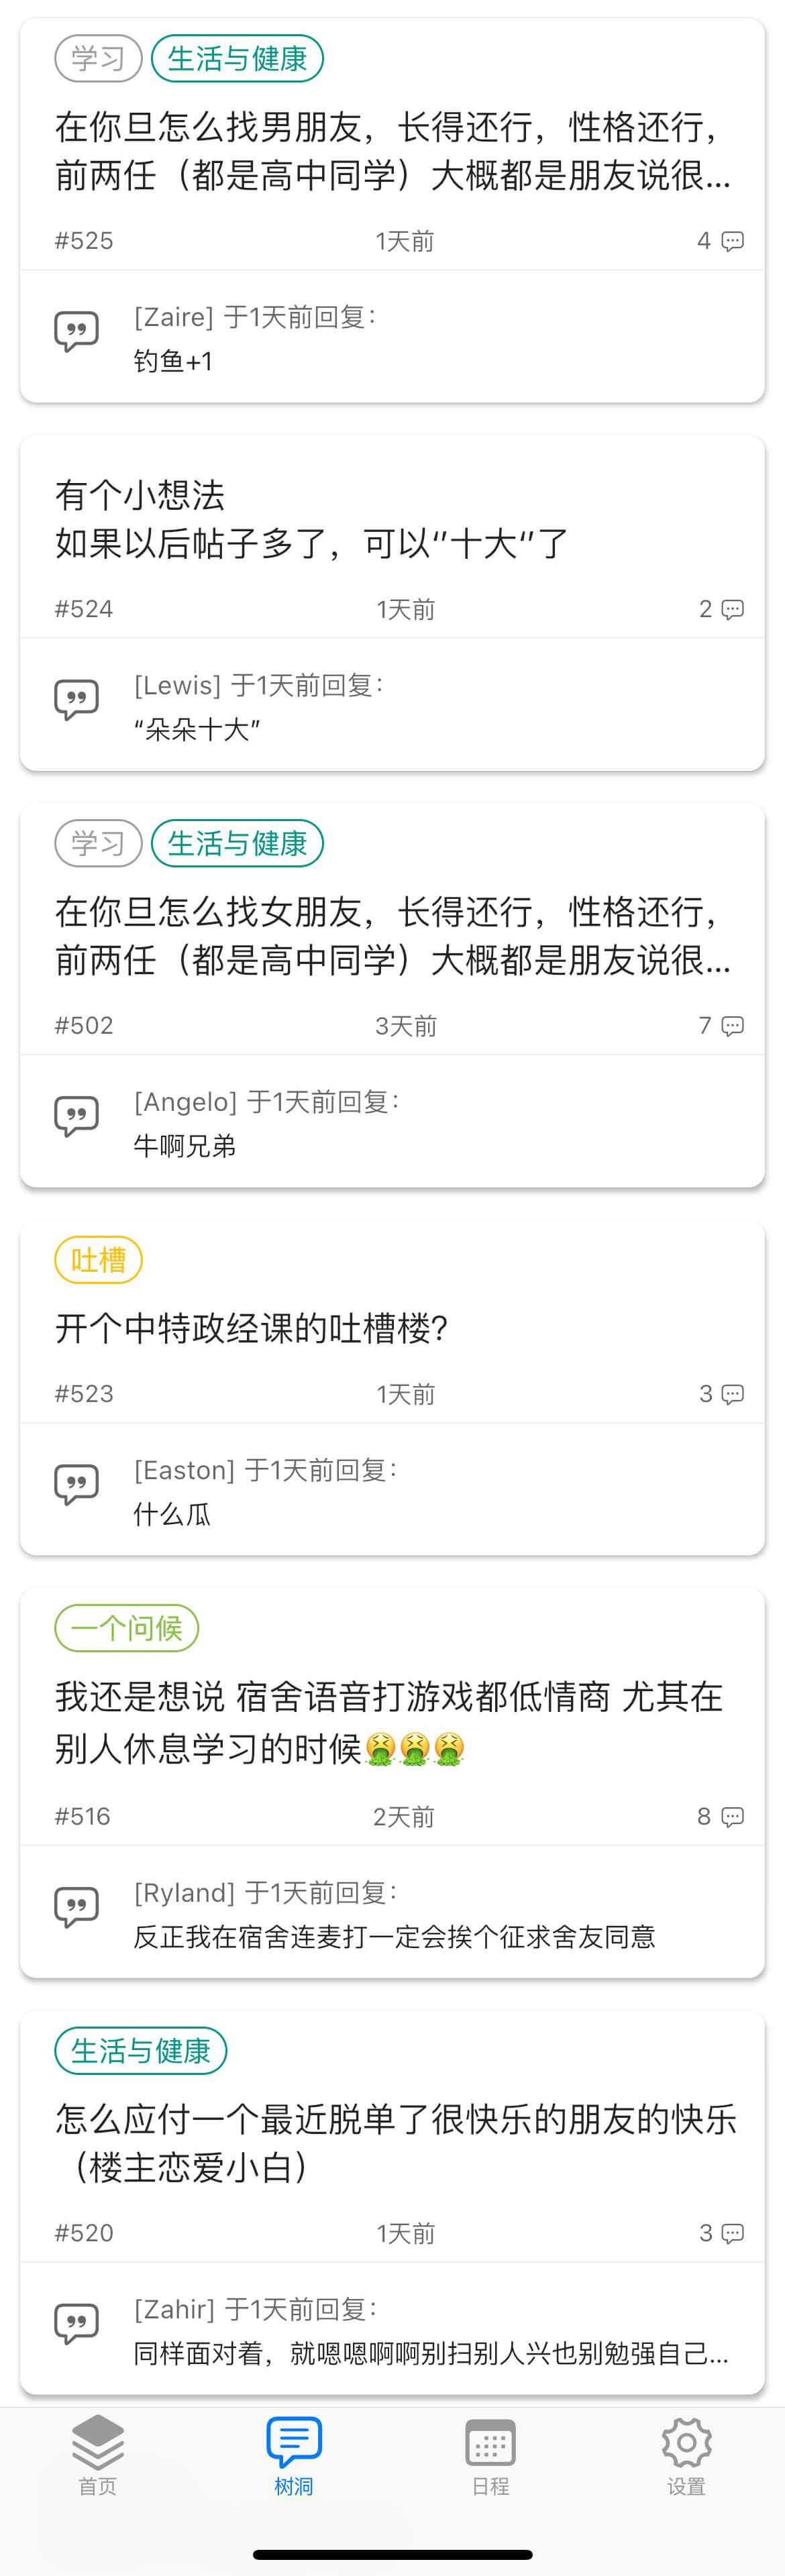 学习 生活与健康
在你旦怎么找男朋友，长得还行，性格还行，
前两任（都是高中同学）大概都是朋友说很...
#525 1天前 4
[Zaire] 于1天前回复：
钓鱼+1
有个小想法
如果以后帖子多了，可以“十大“了
#524 1天前 2
[Lewis] 于1天前回复：
“朵朵十大”
学习 生活与健康
在你旦怎么找女朋友，长得还行，性格还行，
前两任（都是高中同学）大概都是朋友说很...
#502 3天前 7
[Angelo] 于1天前回复：
牛啊兄弟
吐槽
开个中特政经课的吐槽楼？
#523 1天前 3
[Easton] 于1天前回复：
什么瓜
一个问候
我还是想说 宿舍语音打游戏都低情商 尤其在
别人休息学习的时候🤮🤮🤮
#516 2天前 8
[Ryland] 于1天前回复：
反正我在宿舍连麦打一定会挨个征求舍友同意
生活与健康
怎么应付一个最近脱单了很快乐的朋友的快乐
（楼主恋爱小白）
#520 1天前 3
[Zahir] 于1天前回复：
同样面对着，就嗯嗯啊啊别扫别人兴也别勉强自己...
首页 树洞 日程 设置